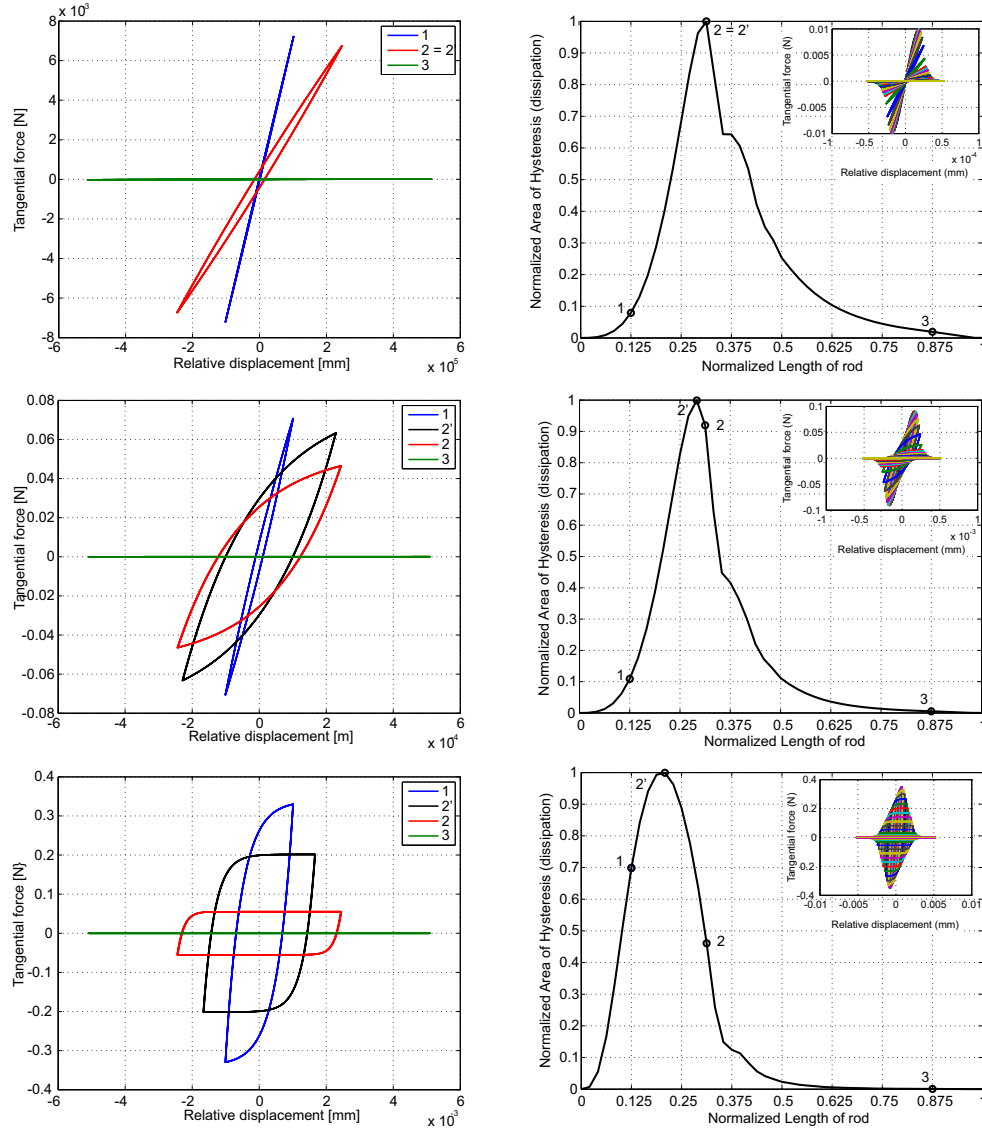 x 10³
8
6
4
2
0
-2
-4
-6
-8
Tangential force [N]
1
2 = 2
3
-6 -4 -2 0 2 4 6
Relative displacement [mm]
x 10⁵
1
0.9
0.8
0.7
0.6
0.5
0.4
0.3
0.2
0.1
0
Normalized Area of Hysteresis (dissipation)
1
2 = 2'
3
0 0.125 0.25 0.375 0.5 0.625 0.75 0.875 1
Normalized Length of rod
0.010
0.005
0
-0.005
-0.01
Tangential force (N)
-1 0.5 0 0.5 1
x 10⁻⁴
Relative displacement (mm)
0.08
0.06
0.04
0.02
0
-0.02
-0.04
-0.06
-0.08
Tangential force [N]
1
2'
2
3
-6 -4 -2 0 2 4 6
Relative displacement [m]
x 10⁴
1
0.9
0.8
0.7
0.6
0.5
0.4
0.3
0.2
0.1
0
Normalized Area of Hysteresis (dissipation)
1
2'
2
3
0 0.125 0.25 0.375 0.5 0.625 0.75 0.875 1
Normalized Length of rod
0.1
0.05
0
-0.05
-0.1
Tangential force (N)
-1 -0.5 0 0.5 1
x 10⁻³
Relative displacement (mm)
0.4
0.3
0.2
0.1
0
-0.1
-0.2
-0.3
-0.4
Tangential force [N}
1
2'
2
3
-6 -4 -2 0 2 4 6
Relative displacement [mm]
x 10⁻³
1
0.9
0.8
0.7
0.6
0.5
0.4
0.3
0.2
0.1
0
Normalized Area of Hysteresis (dissipation)
1
2'
2
3
0 0.125 0.25 0.375 0.5 0.625 0.75 0.875 1
Normalized Length of rod
0.4
0.2
0
-0.2
-0.4
Tangential force (N)
-0.01 -0.005 0 0.005 0.01
Relative displacement (mm)